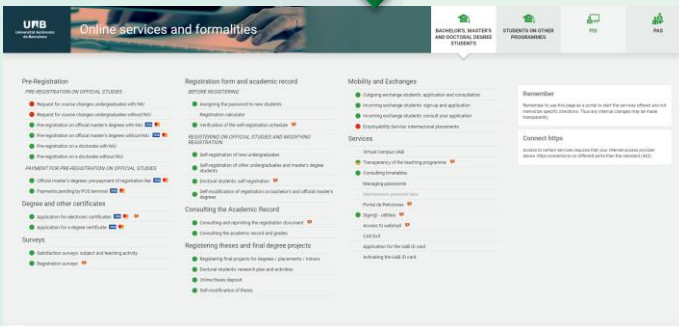 UAB
Universitat Autònoma
de Barcelona
Online services and formalities
BACHELOR'S, MASTER'S
AND DOCTORAL DEGREE
STUDENTS
STUDENTS ON OTHER
PROGRAMMES
PDI
PAS
Pre-Registration
PRE-REGISTRATION ON OFFICIAL STUDIES
Request for course changes undergraduates with NIU
Request for course changes undergraduates without NIU
Pre-registration on official master's degrees with NIU
Pre-registration on official master's degrees without NIU
Pre-registration on a doctorate with NIU
Pre-registration on a doctorate without NIU
PAYMENT FOR PRE-REGISTRATION ON OFFICIAL STUDIES
Official master's degrees: pre-payment of registration fee
Payments pending by POS terminal
Degree and other certificates
Application for electronic certificates
Application for a degree certificate
Surveys
Satisfaction surveys: subject and teaching activity
Registration surveys
Registration form and academic record
BEFORE REGISTERING
Assigning the password to new students
Registration calculator
Verification of the self-registration schedule
REGISTERING ON OFFICIAL STUDIES AND MODIFYING
REGISTRATION
Self-registration of new undergraduates
Self-registration of other undergraduates and master's degree
students
Doctoral students: self-registration
Self-modification of registration on bachelor's and official master's
degrees
Consulting the Academic Record
Consulting and reprinting the registration document
Consulting the academic record and grades
Registering theses and final degree projects
Registering final projects for degrees / placements / minors
Doctoral students: research plan and activities
Online thesis deposit
Self-modification of thesis
Mobility and Exchanges
Outgoing exchange students: application and consultation
Incoming exchange students: sign-up and application
Incoming exchange students: consult your application
Employability Service: internacional placements
Services
Virtual Campus UAB
Transparency of the teaching programme
Consulting timetables
Managing passwords
Maintenance personal data
Portal de Peticiones
Signe@ - utilities
Access to webmail
Application for the UAB ID card
Activating the UAB ID card
Remember
Remember to use this page as a portal to start the services offered and not
memorize specific directions. Thus any internal changes may be made
transparently.
Connect https
access to certain services requires that your internet access provider
allows https connections on different ports than the standard (443).